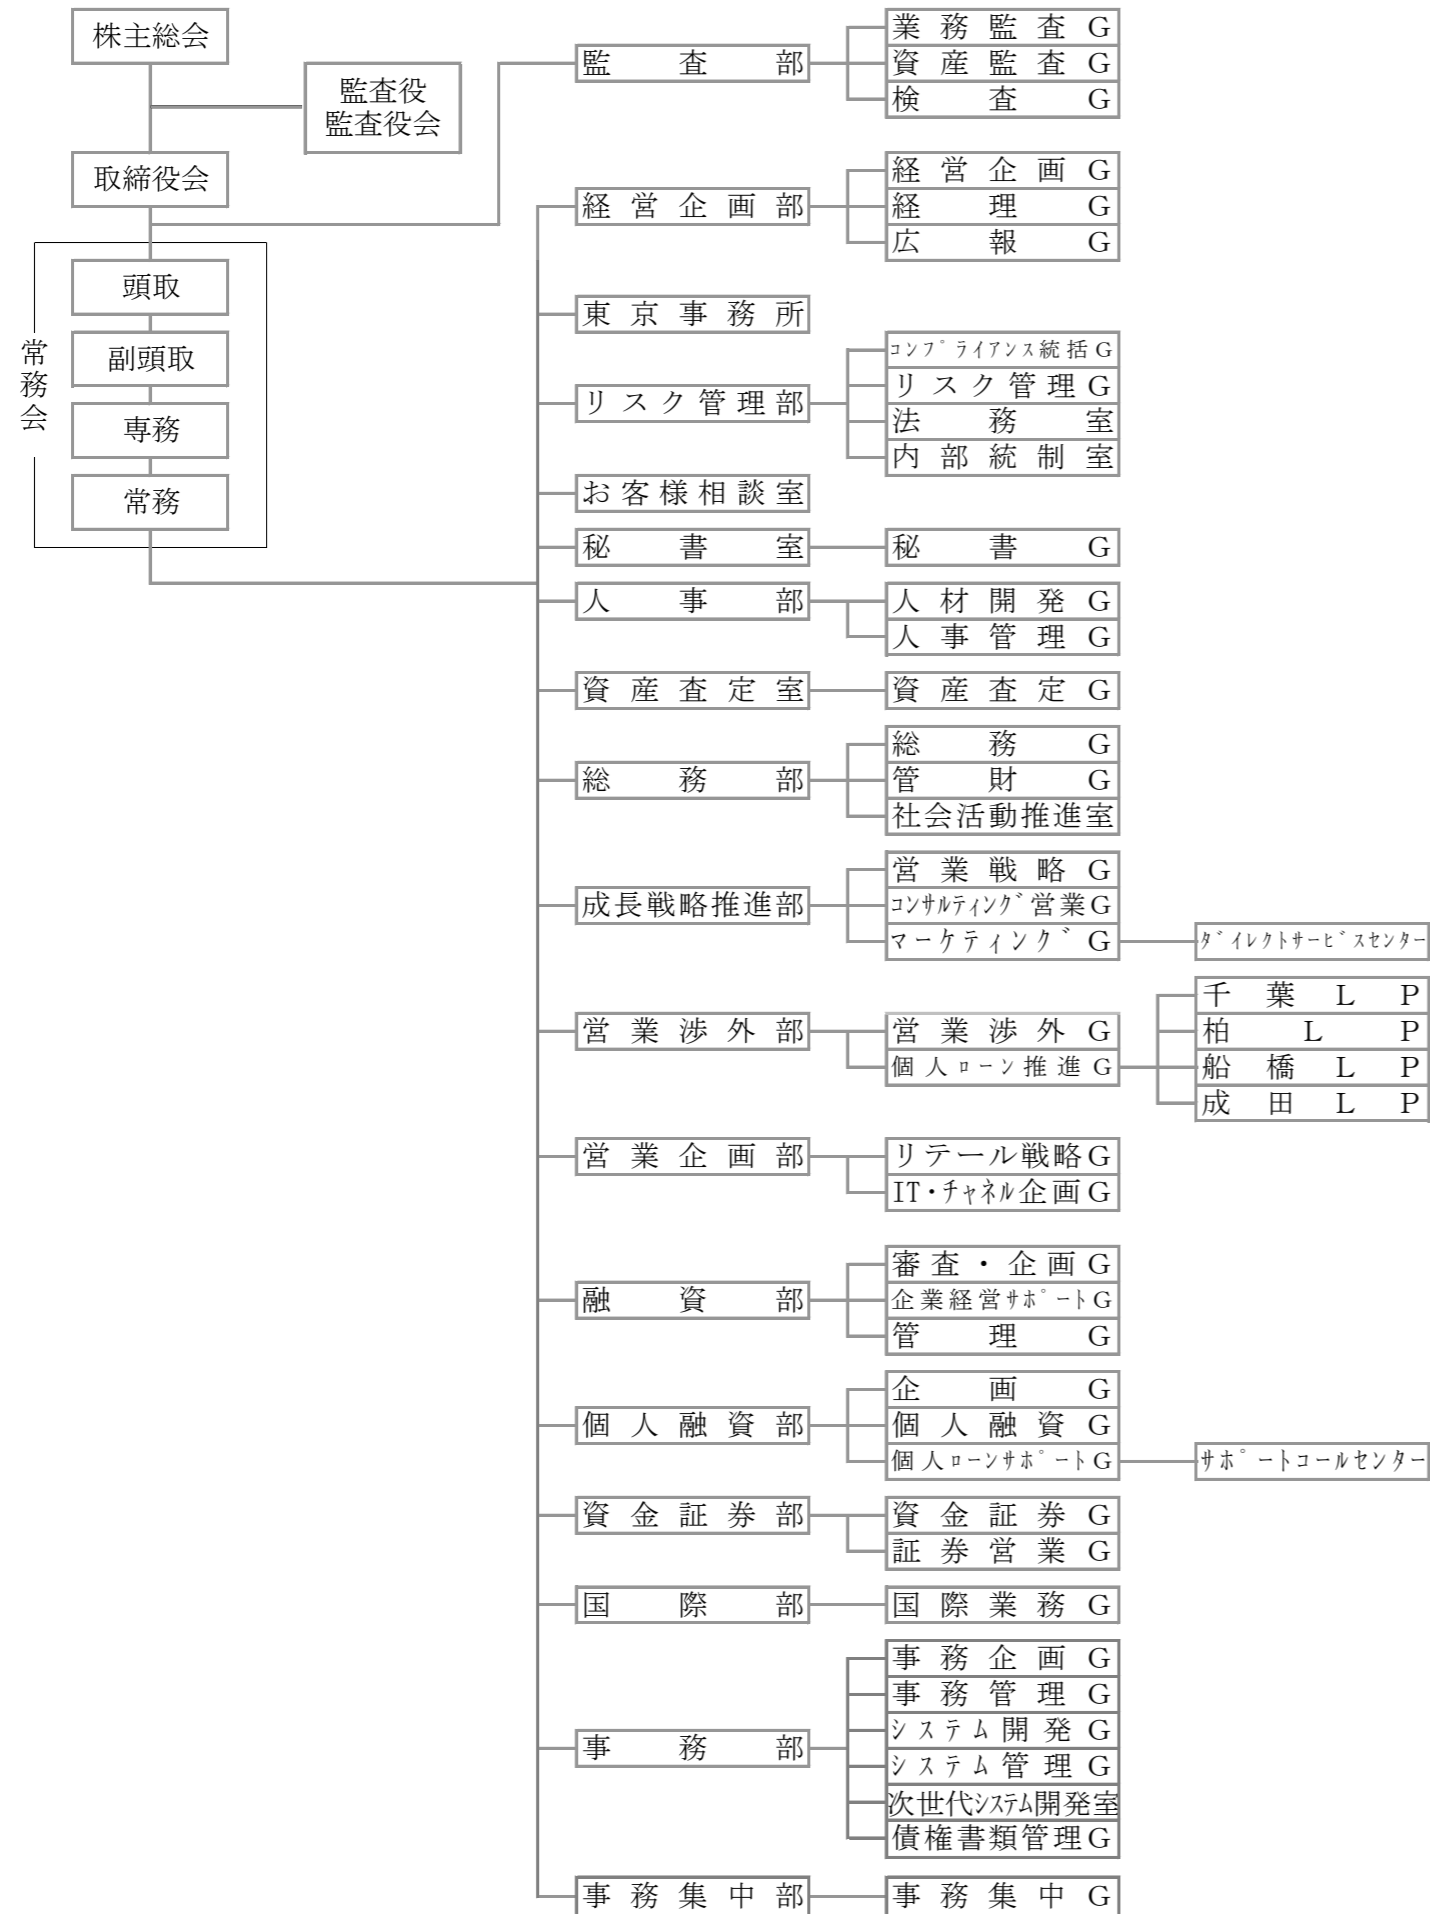 株主総会
監査役
監査役会
取締役会
常務会
頭取
副頭取
専務
常務
監査部
業務監査G
資産監査G
検査G
経営企画部
経営企画G
経理G
広報G
東京事務所
リスク管理部
ｺﾝﾌﾟﾗｲｱﾝｽ統括G
リスク管理G
法務室
内部統制室
お客様相談室
秘書室
秘書G
人事部
人材開発G
人事管理G
資産査定室
資産査定G
総務部
総務G
管財G
社会活動推進室
成長戦略推進部
営業戦略G
ｺﾝｻﾙﾃｨﾝｸﾞ営業G
ﾏｰｹﾃｨﾝｸﾞG
ﾀﾞｲﾚｸﾄｻｰﾋﾞｽｾﾝﾀｰ
営業渉外部
営業渉外G
個人ﾛｰﾝ推進G
千葉LP
柏LP
船橋LP
成田LP
営業企画部
リテール戦略G
IT・ﾁｬﾈﾙ企画G
融資部
審査・企画G
企業経営ｻﾎﾟｰﾄG
管理G
個人融資部
企画G
個人融資G
個人ﾛｰﾝｻﾎﾟｰﾄG
ｻﾎﾟｰﾄｺｰﾙｾﾝﾀｰ
資金証券部
資金証券G
証券営業G
国際部
国際業務G
事務部
事務企画G
事務管理G
ｼｽﾃﾑ開発G
ｼｽﾃﾑ管理G
次世代ｼｽﾃﾑ開発室
債権書類管理G
事務集中部
事務集中G